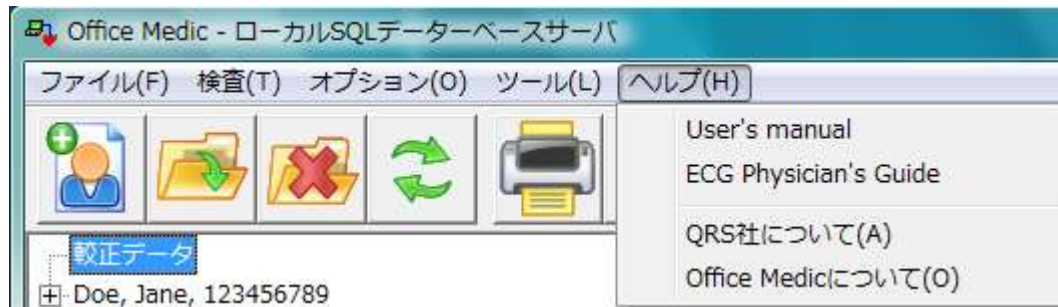 Office Medic - ローカルSQLデーターベースサーバ
ファイル(F) 検査(T) オプション(O) ツール(L) ヘルプ(H)
User's manual
ECG Physician's Guide
QRS社について(A)
Office Medicについて(O)
較正データ
Doe, Jane, 123456789